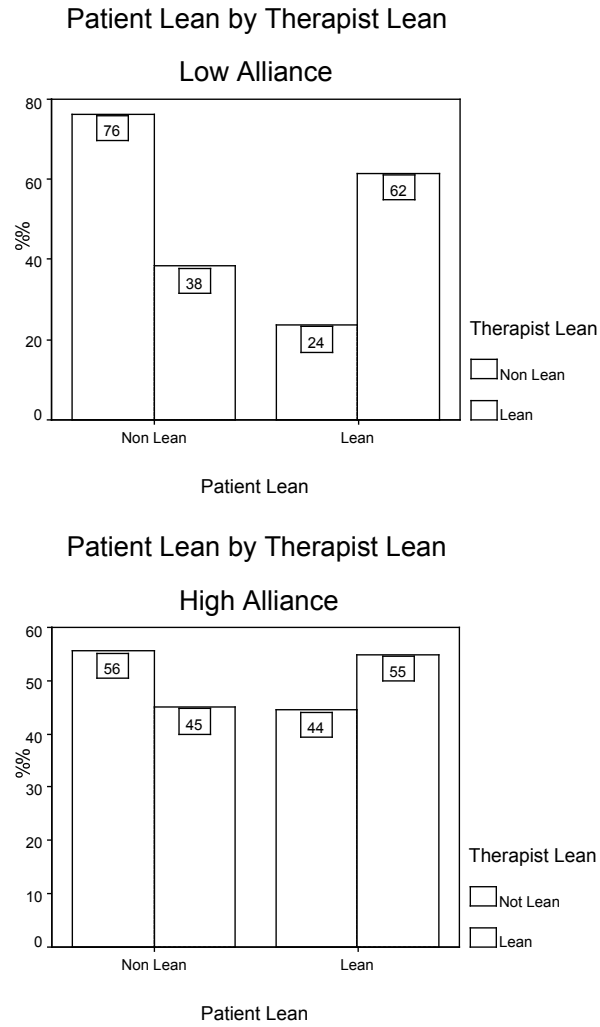 Patient Lean by Therapist Lean
Low Alliance
80
60
40
20
0
%%
76
38
24
62
Non Lean
Lean
Patient Lean
Therapist Lean
Non Lean
Lean
Patient Lean by Therapist Lean
High Alliance
60
50
40
30
20
10
0
%%
56
45
44
55
Non Lean
Lean
Patient Lean
Therapist Lean
Not Lean
Lean